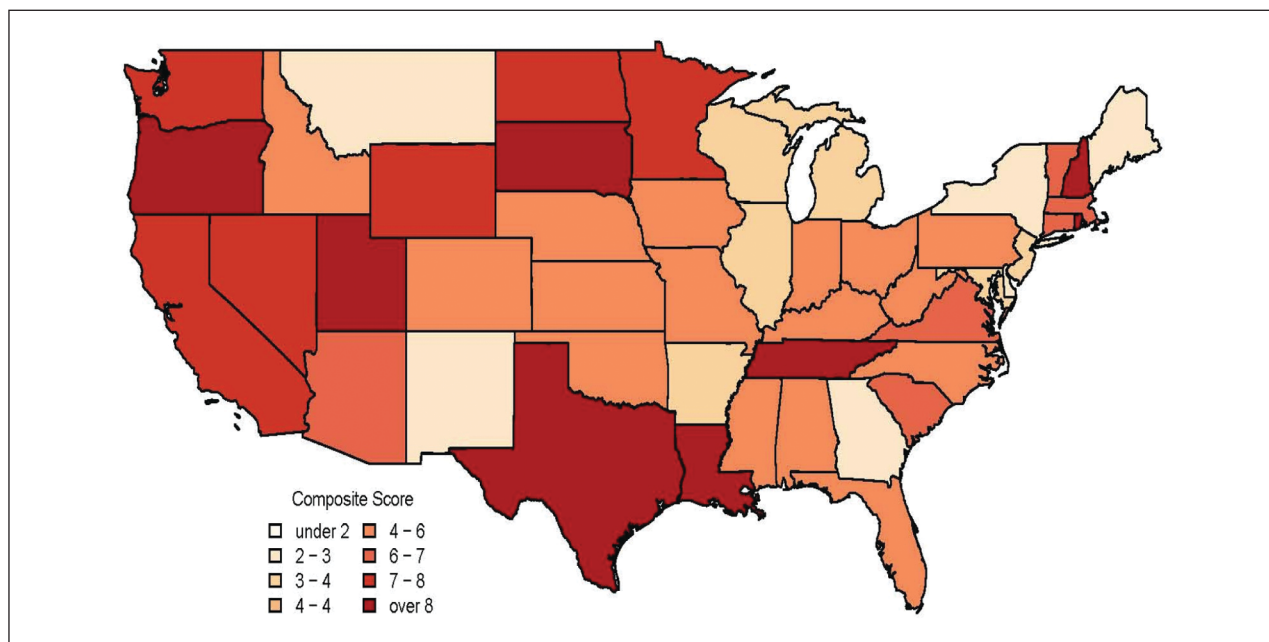 Composite Score
under 2
2 – 3
3 – 4
4 – 4
4 – 6
6 – 7
7 – 8
over 8